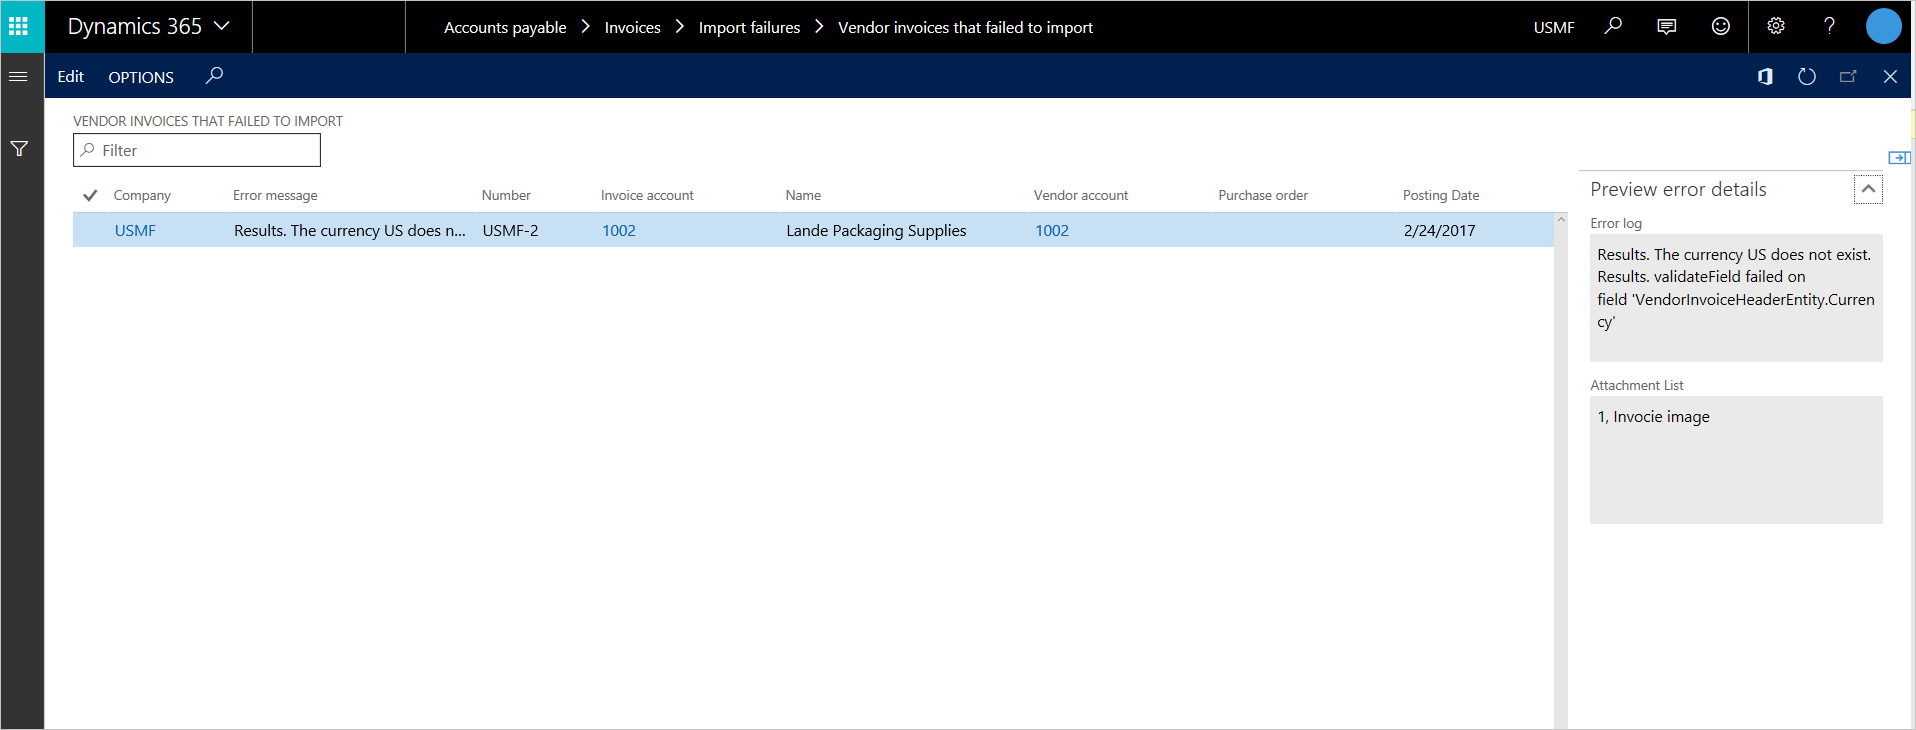 Dynamics 365
Accounts payable > Invoices > Import failures > Vendor invoices that failed to import
USMF
?
Edit OPTIONS
VENDOR INVOICES THAT FAILED TO IMPORT
Filter
Company Error message Number Invoice account Name Vendor account Purchase order Posting Date
USMF Results. The currency US does n... USMF-2 1002 Lande Packaging Supplies 1002 2/24/2017
Preview error details
Error log
Results. The currency US does not exist.
Results. validateField failed on
field 'VendorInvoiceHeaderEntity.Curren
cy'
Attachment List
1, Invocie image